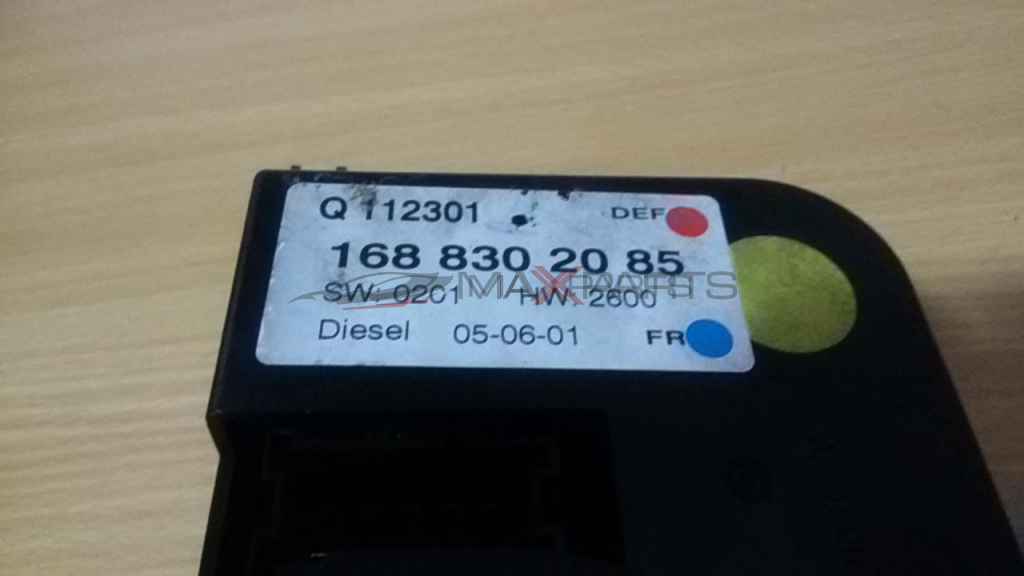 Q 112301 DEF
168 830 20 85
MAXPARTS
SW: 0201 HW: 2600
Diesel 05-06-01 FR